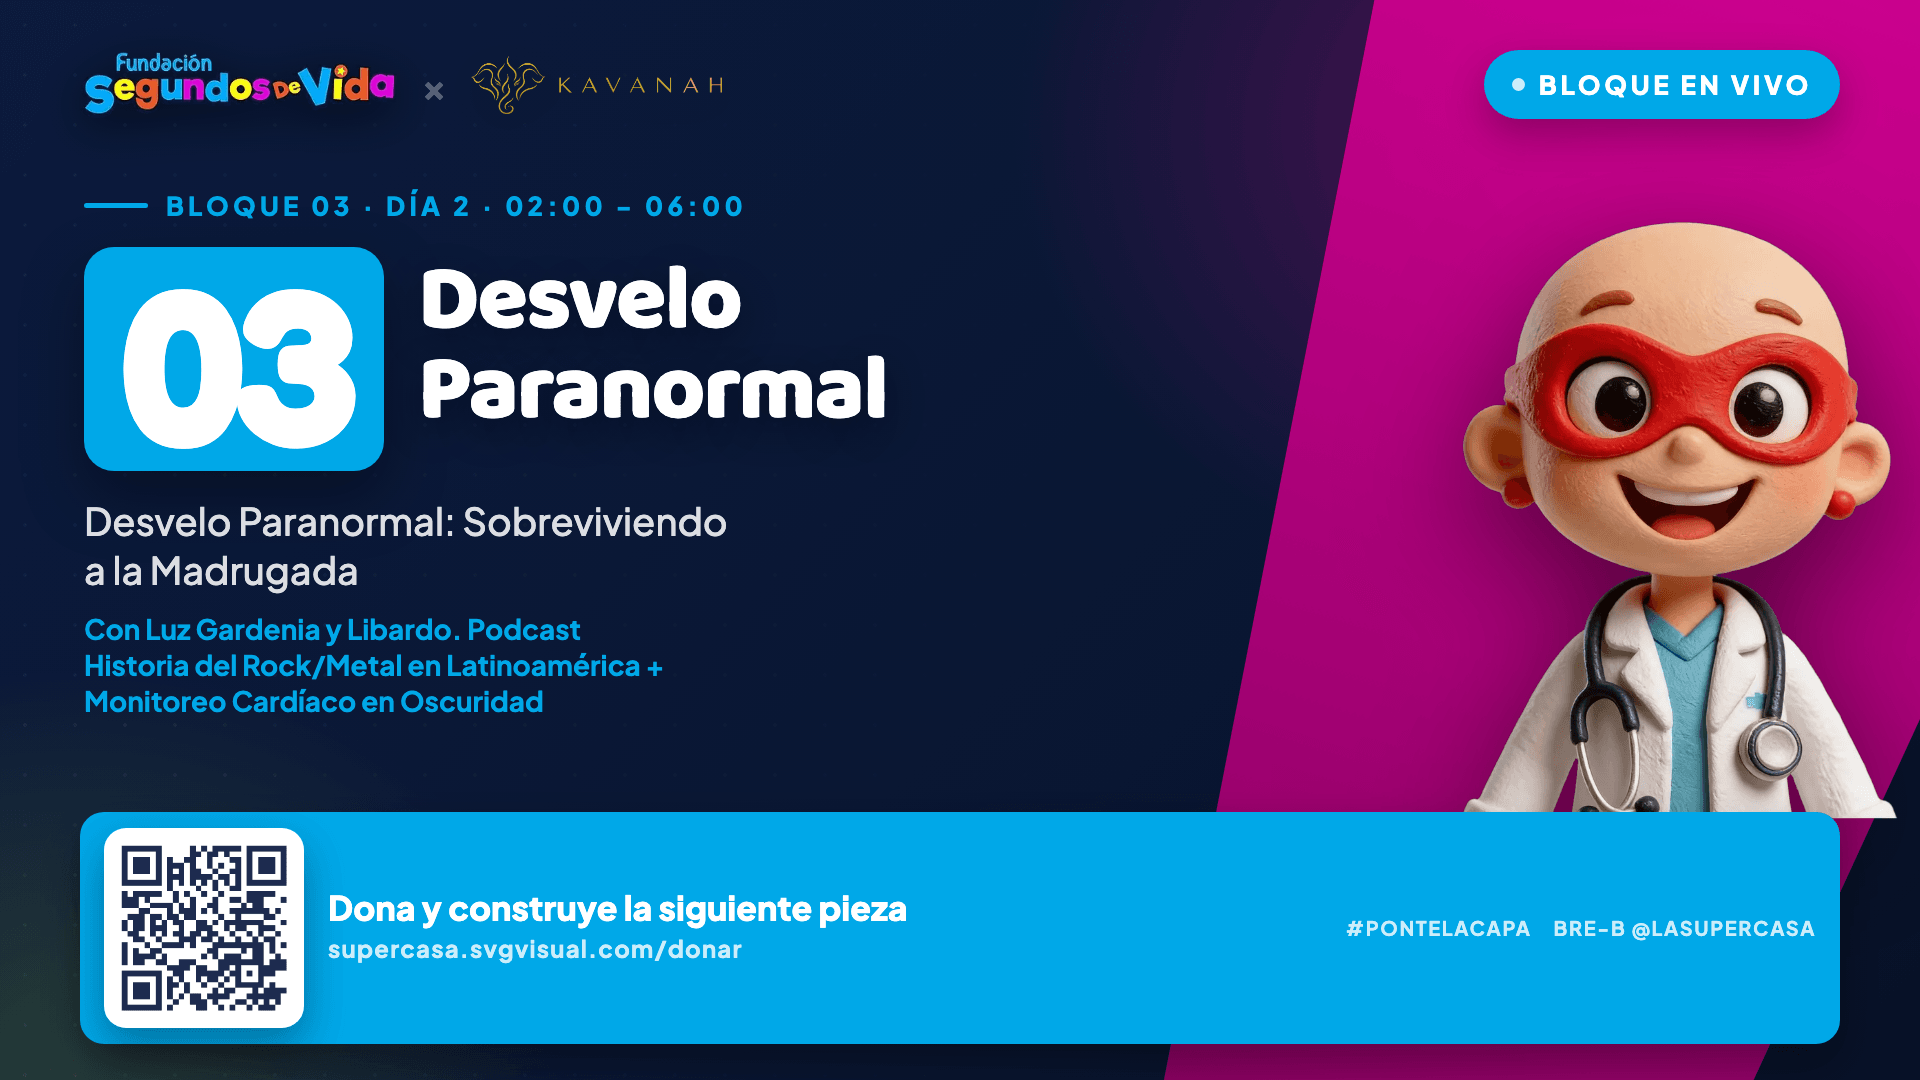 Fundación
Segundos DE Vida × KAVANAH
BLOQUE EN VIVO
BLOQUE 03 · DÍA 2 · 02:00 – 06:00
03
Desvelo
Paranormal
Desvelo Paranormal: Sobreviviendo
a la Madrugada
Con Luz Gardenia y Libardo. Podcast
Historia del Rock/Metal en Latinoamérica +
Monitoreo Cardíaco en Oscuridad
Dona y construye la siguiente pieza
supercasa.svgvisual.com/donar
#PONTELACAPA BRE-B @LASUPERCASA